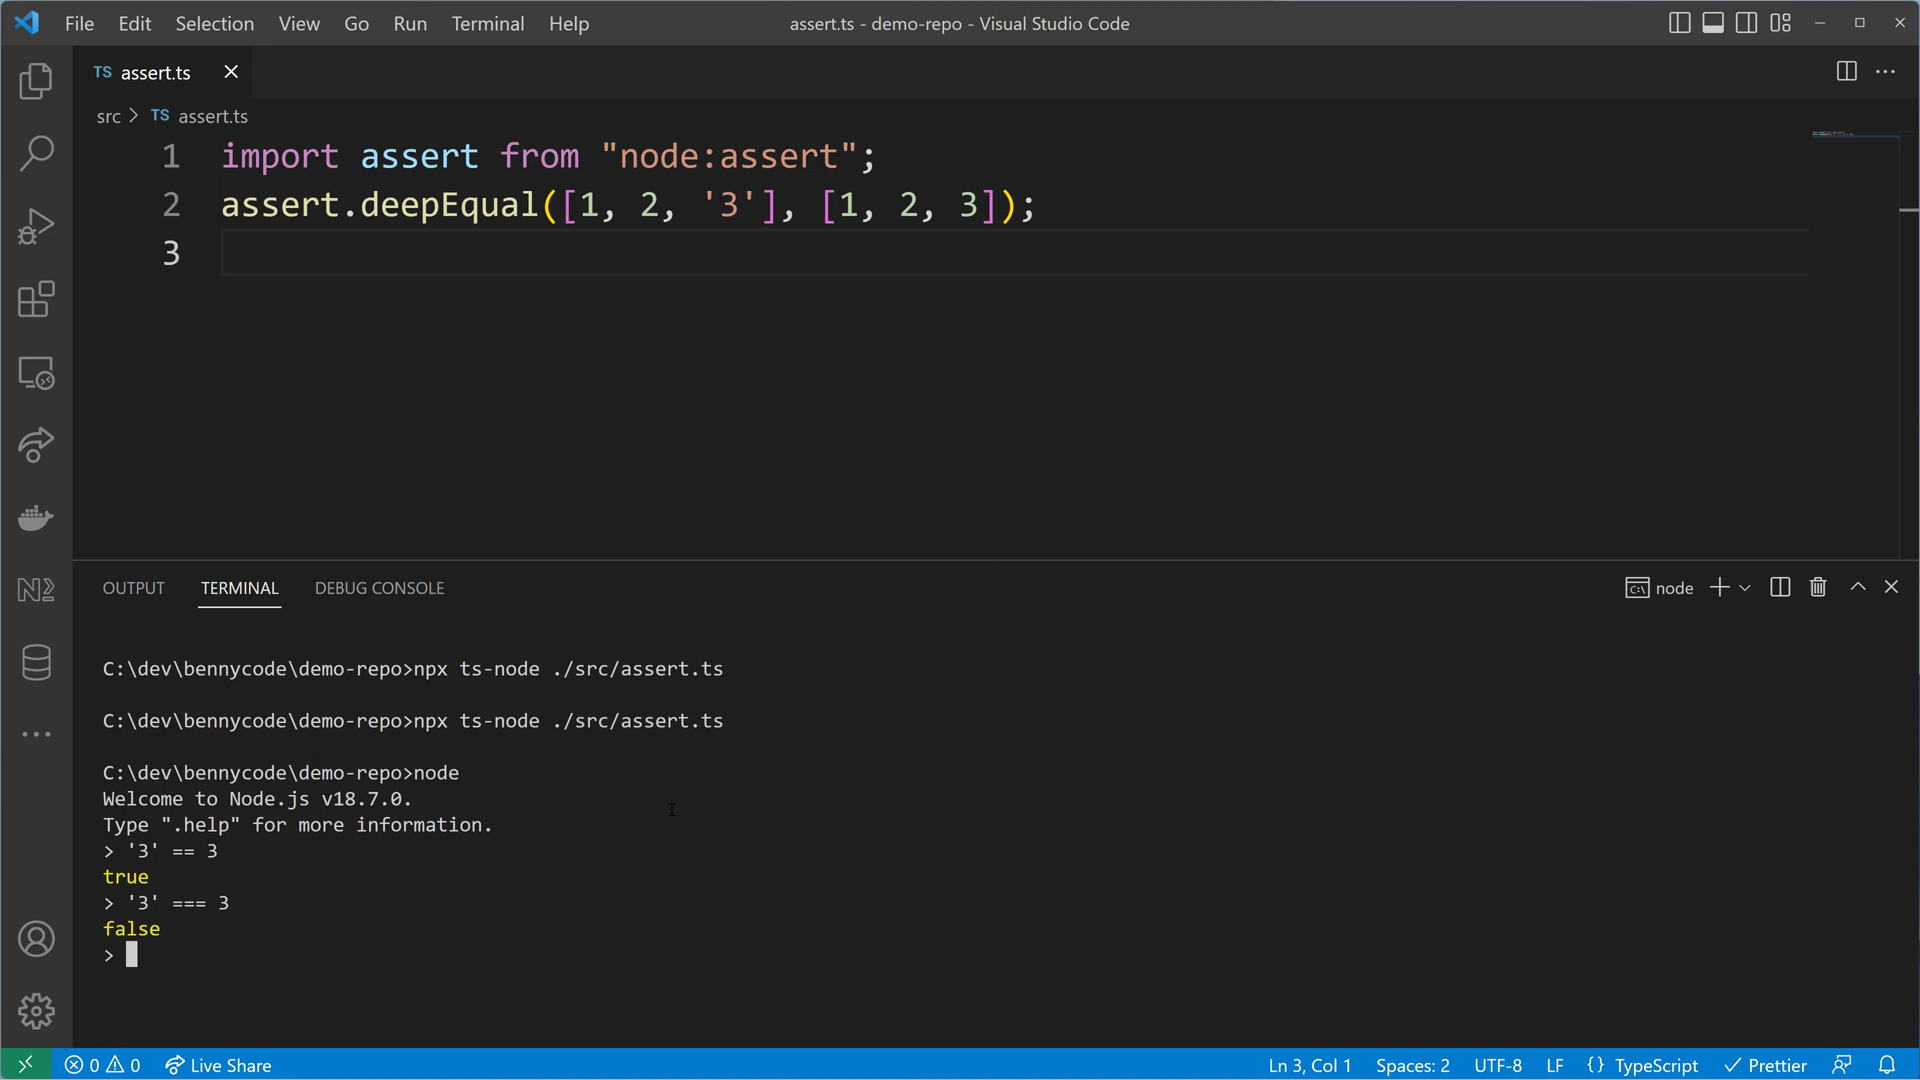 File Edit Selection View Go Run Terminal Help assert.ts - demo-repo - Visual Studio Code
TS assert.ts
src > TS assert.ts
1 import assert from "node:assert";
2 assert.deepEqual([1, 2, '3'], [1, 2, 3]);
3
OUTPUT TERMINAL DEBUG CONSOLE node
C:\dev\bennycode\demo-repo>npx ts-node ./src/assert.ts
C:\dev\bennycode\demo-repo>npx ts-node ./src/assert.ts
C:\dev\bennycode\demo-repo>node
Welcome to Node.js v18.7.0.
Type ".help" for more information.
> '3' == 3
true
> '3' === 3
false
>
0 0 Live Share Ln 3, Col 1 Spaces: 2 UTF-8 LF {} TypeScript Prettier